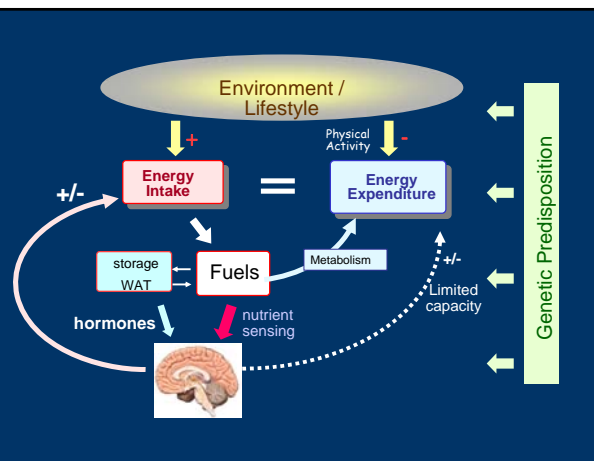 Environment /
Lifestyle
+
Physical
Activity
-
Energy
Intake
=
Energy
Expenditure
+/-
storage
WAT
Fuels
Metabolism
+/-
Limited
capacity
hormones
nutrient
sensing
Genetic Predisposition